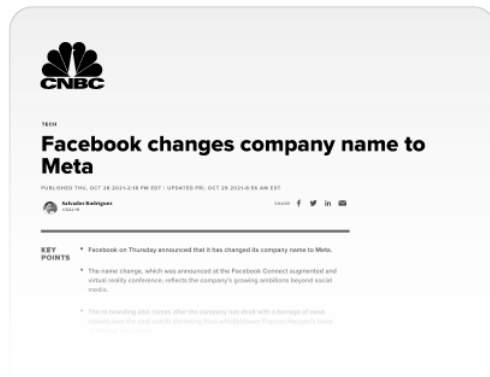 CNBC
TECH
Facebook changes company name to
Meta
PUBLISHED THU, OCT 28 2021 2:18 PM EDT | UPDATED FRI, OCT 29 2021 8:56 AM EDT
Salvador Rodriguez
SHARE
KEY
POINTS
• Facebook on Thursday announced that it has changed its company name to Meta.
• The name change, which was announced at the Facebook Connect augmented and
virtual reality conference, reflects the company's growing ambitions beyond social
media.
• The re-branding also comes after the company has dealt with a barrage of news
reports over the past month stemming from whistleblower Frances Haugen's trove